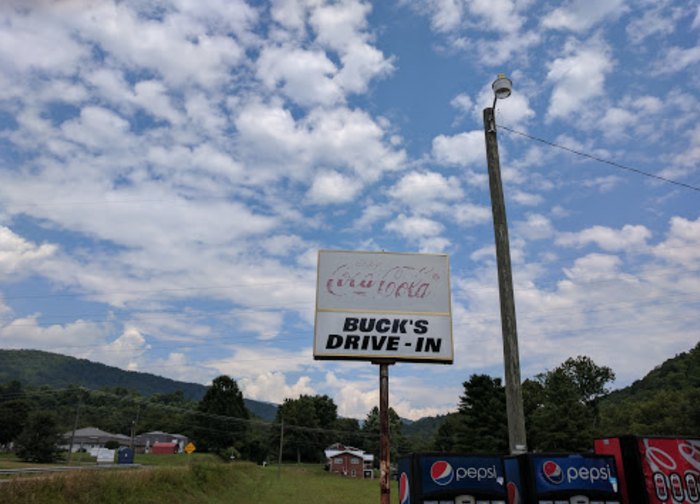 Coca-Cola
BUCK'S
DRIVE-IN
pepsi
pepsi